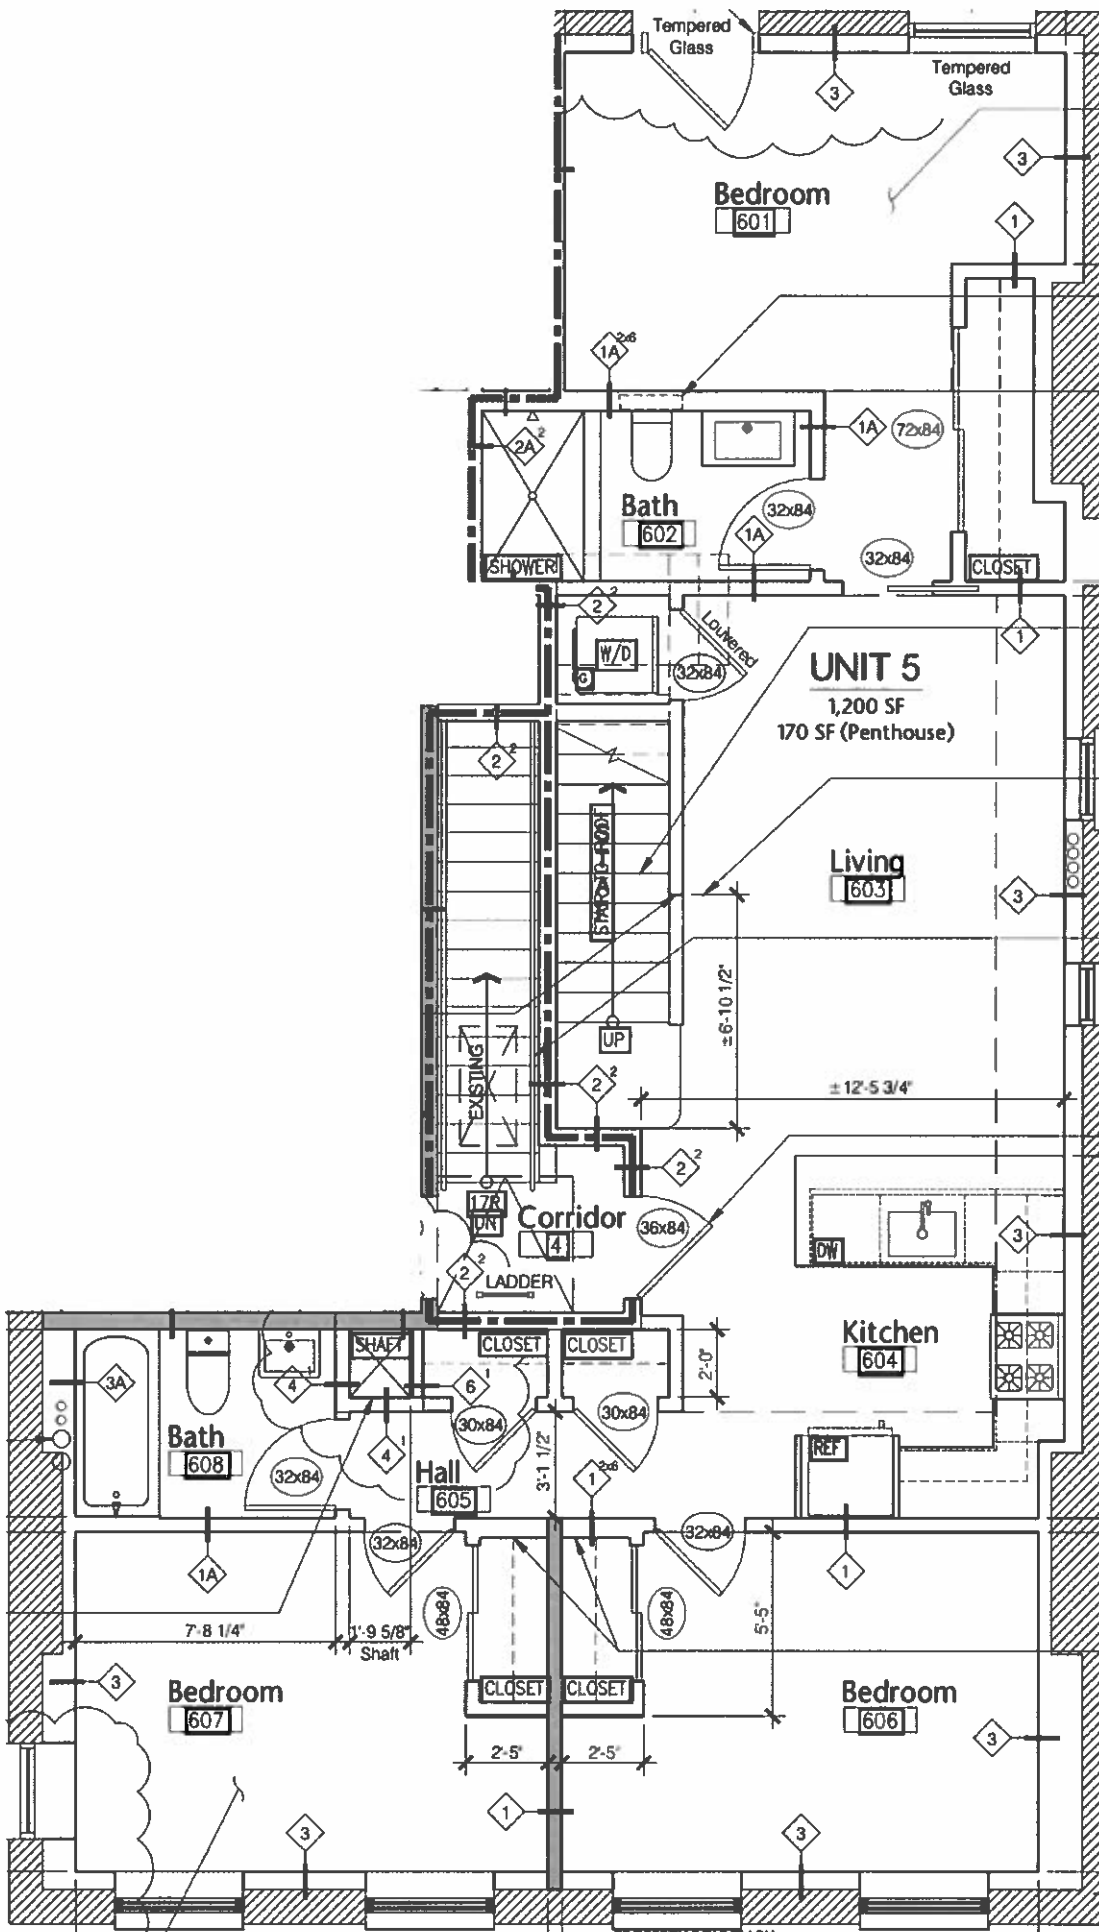 Tempered
Glass
Tempered
Glass
3
3
Bedroom
601
1
1A 2x6
1A
72x84
2A 2
Bath
602
32x84
1A
32x84
SHOWER
CLOSET
2 2
W/D
G
Louvered
32x84
1
UNIT 5
1,200 SF
170 SF (Penthouse)
2 2
STAIR TO ROOF
Living
603
3
±6'-10 1/2"
UP
EXISTING
2 2
±12'-5 3/4"
2 2
17R
DN
Corridor
4
36x84
DW
3
2 2
LADDER
SHAFT
CLOSET
CLOSET
2'-0"
Kitchen
604
3A
4 1
6 1
30x84
30x84
Bath
608
4 1
32x84
Hall
605
3'-1 1/2"
1 2x6
REF
32x84
32x84
1A
1
48x84
48x84
5'-5"
7'-8 1/4"
1'-9 5/8"
Shaft
3
Bedroom
607
CLOSET
CLOSET
Bedroom
606
3
2'-5"
2'-5"
1
3
3